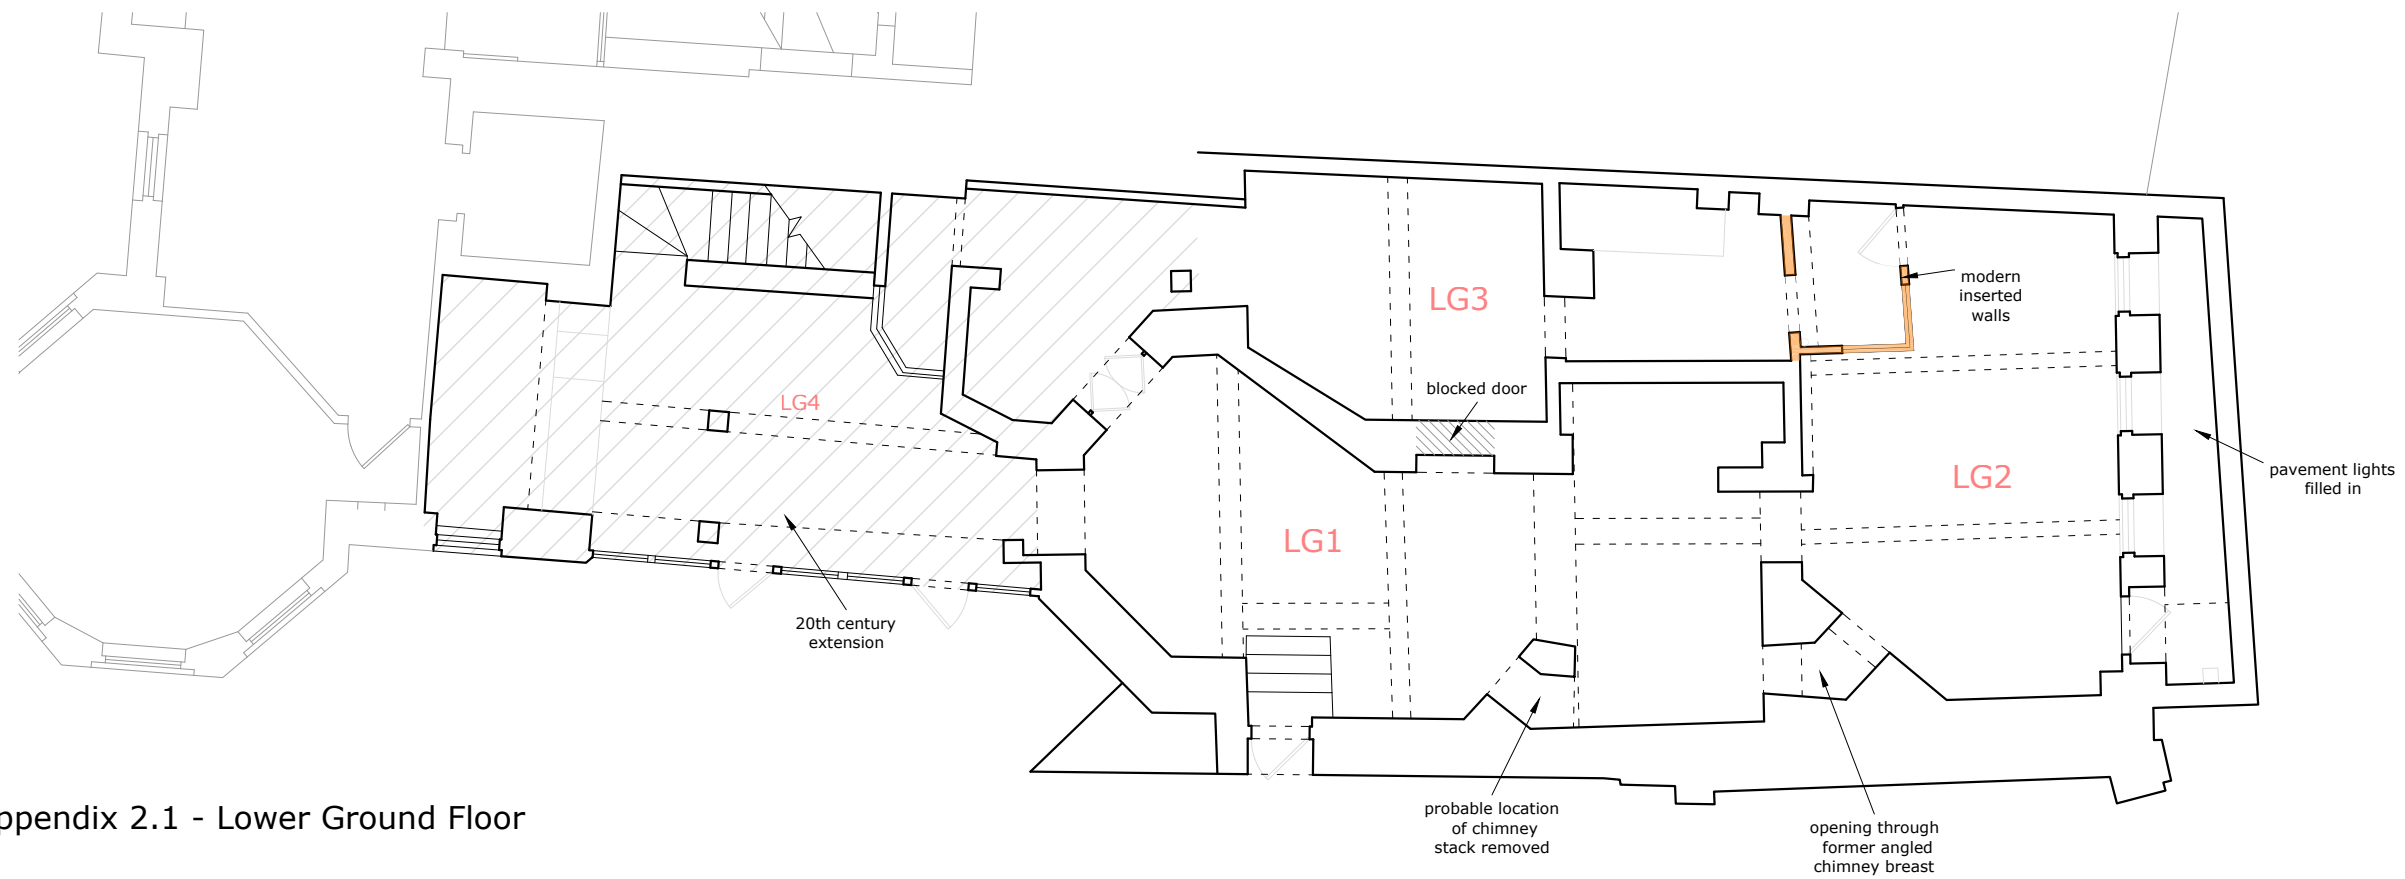 modern
inserted
walls
LG3
blocked door
LG4
pavement lights
filled in
LG2
LG1
20th century
extension
ppendix 2.1 - Lower Ground Floor
probable location
of chimney
stack removed
opening through
former angled
chimney breast